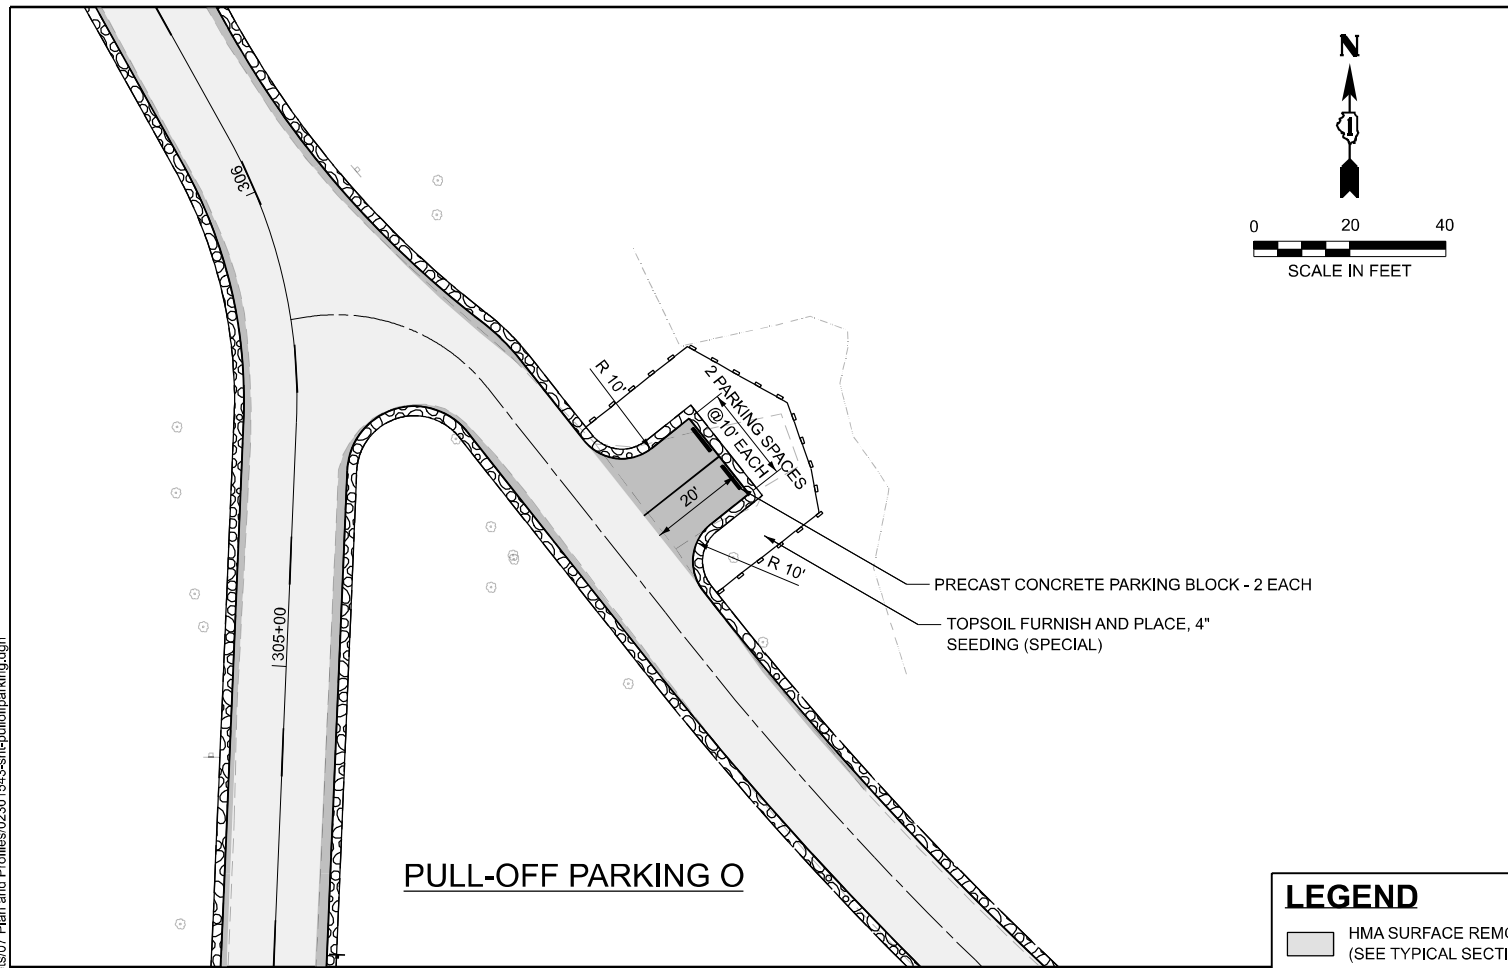 N
0 20 40
SCALE IN FEET
306
R 10'
2 PARKING SPACES
@10' EACH
20'
R 10'
PRECAST CONCRETE PARKING BLOCK - 2 EACH
TOPSOIL FURNISH AND PLACE, 4"
SEEDING (SPECIAL)
305+00
PULL-OFF PARKING O
LEGEND
HMA SURFACE
(SEE TYPICAL